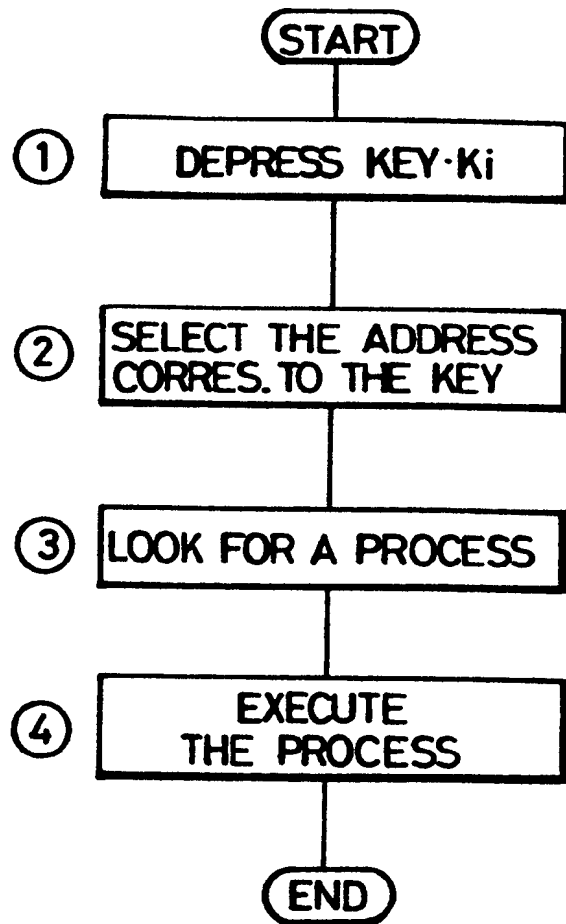 START
① DEPRESS KEY·Ki
② SELECT THE ADDRESS
CORRES. TO THE KEY
③ LOOK FOR A PROCESS
④ EXECUTE
THE PROCESS
END